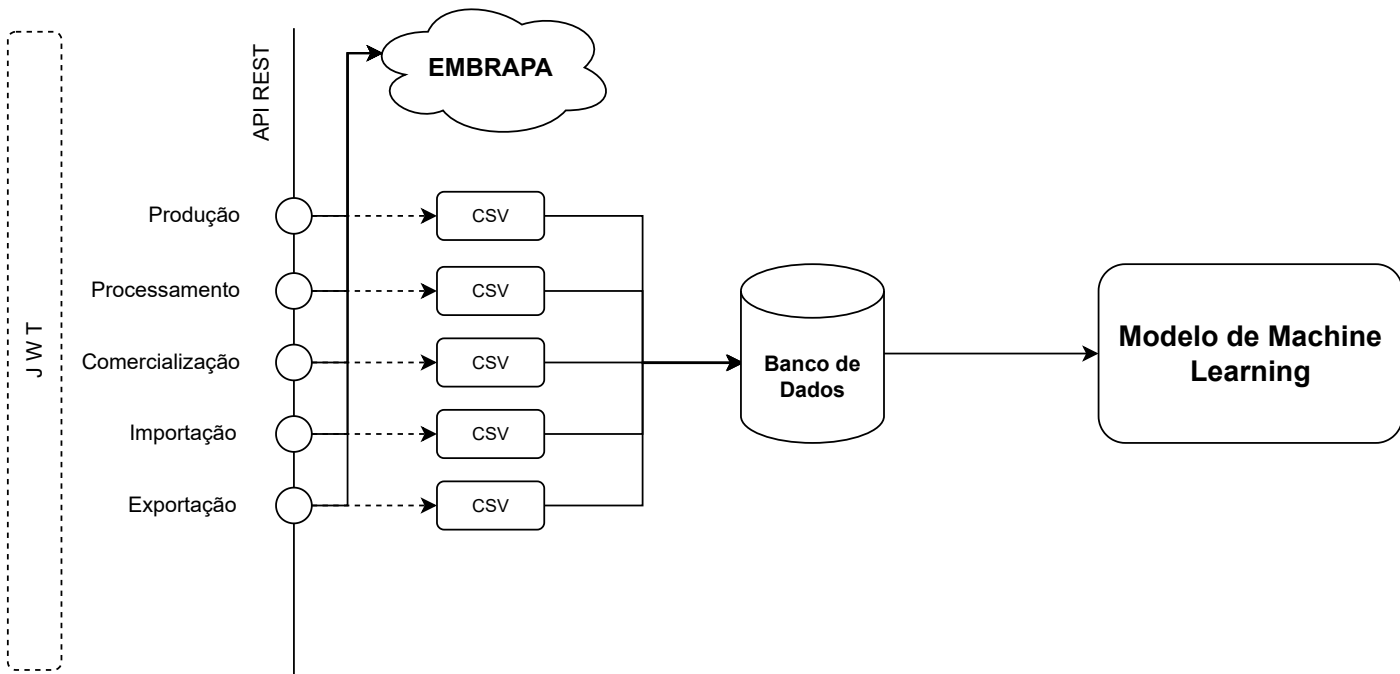 J W T
API REST
EMBRAPA
Produção
CSV
Processamento
CSV
Comercialização
CSV
Importação
CSV
Exportação
CSV
Banco de
Dados
Modelo de Machine
Learning